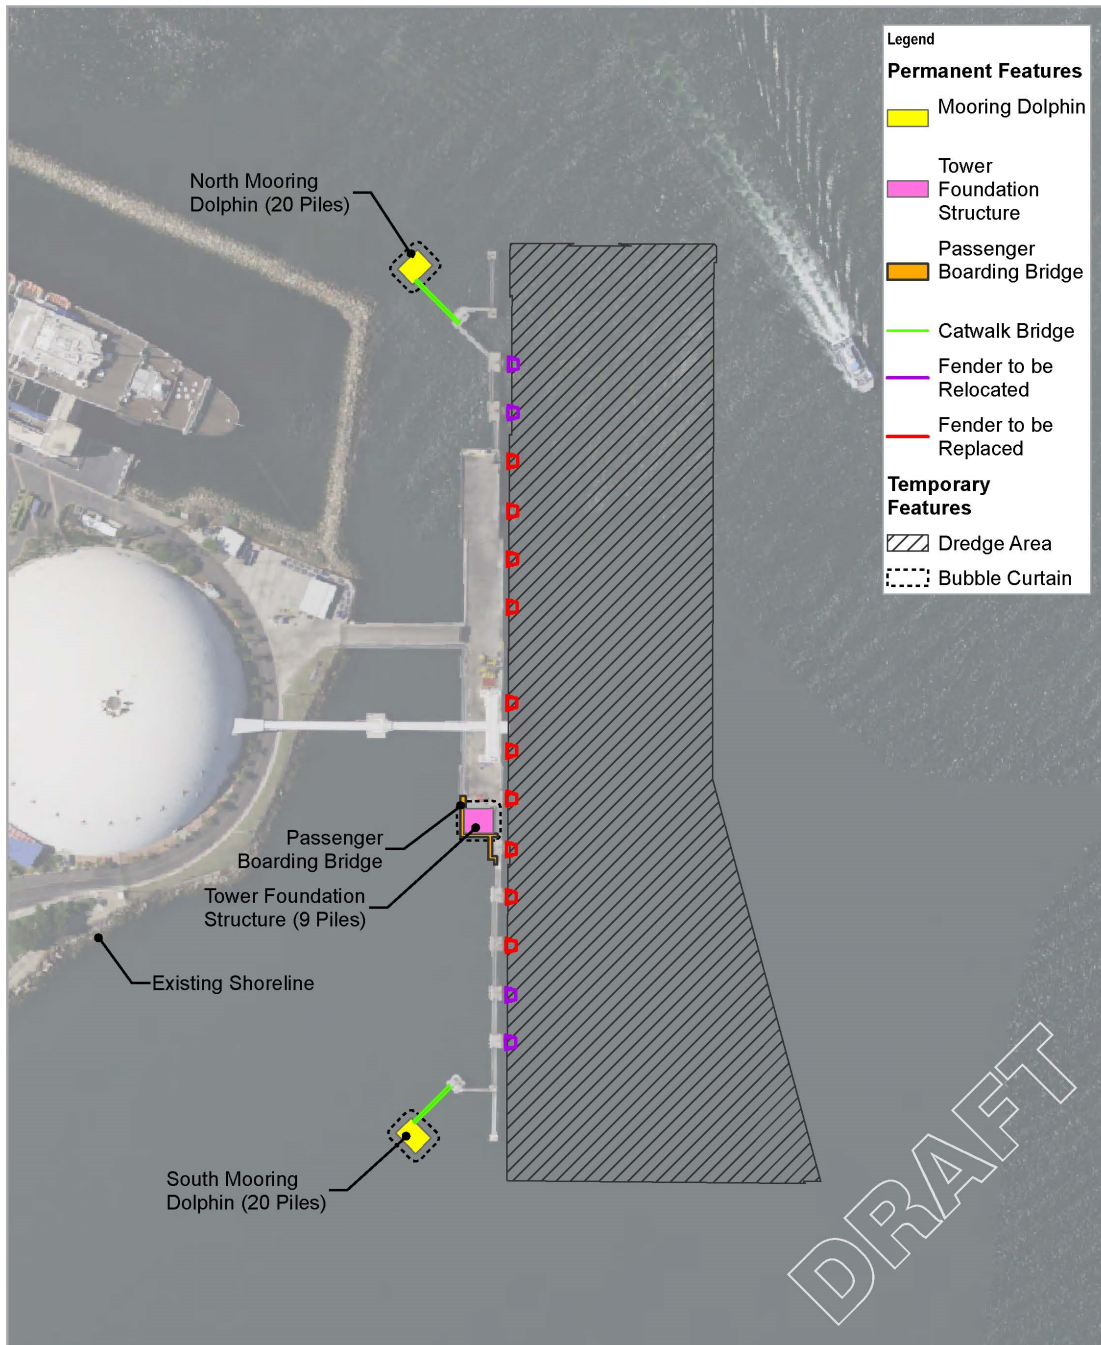 Legend
Permanent Features
Mooring Dolphin
Tower
Foundation
Structure
Passenger
Boarding Bridge
Catwalk Bridge
Fender to be
Relocated
Fender to be
Replaced
Temporary
Features
Dredge Area
Bubble Curtain
North Mooring
Dolphin (20 Piles)
Passenger
Boarding Bridge
Tower Foundation
Structure (9 Piles)
Existing Shoreline
South Mooring
Dolphin (20 Piles)
DRAFT